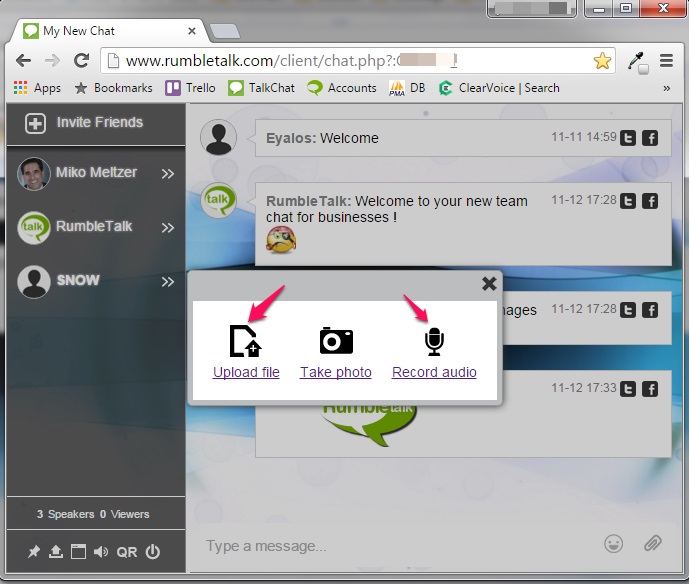 My New Chat
www.rumbletalk.com/client/chat.php?:
Apps Bookmarks Trello TalkChat Accounts DB ClearVoice | Search »
Invite Friends
Miko Meltzer
RumbleTalk
SNOW
Eyalos: Welcome 11-11 14:59
RumbleTalk: Welcome to your new team 11-12 17:28
chat for businesses !
talk
11-12 17:28
Upload file Take photo Record audio
11-12 17:33
Rumbletalk
3 Speakers 0 Viewers
QR
Type a message...